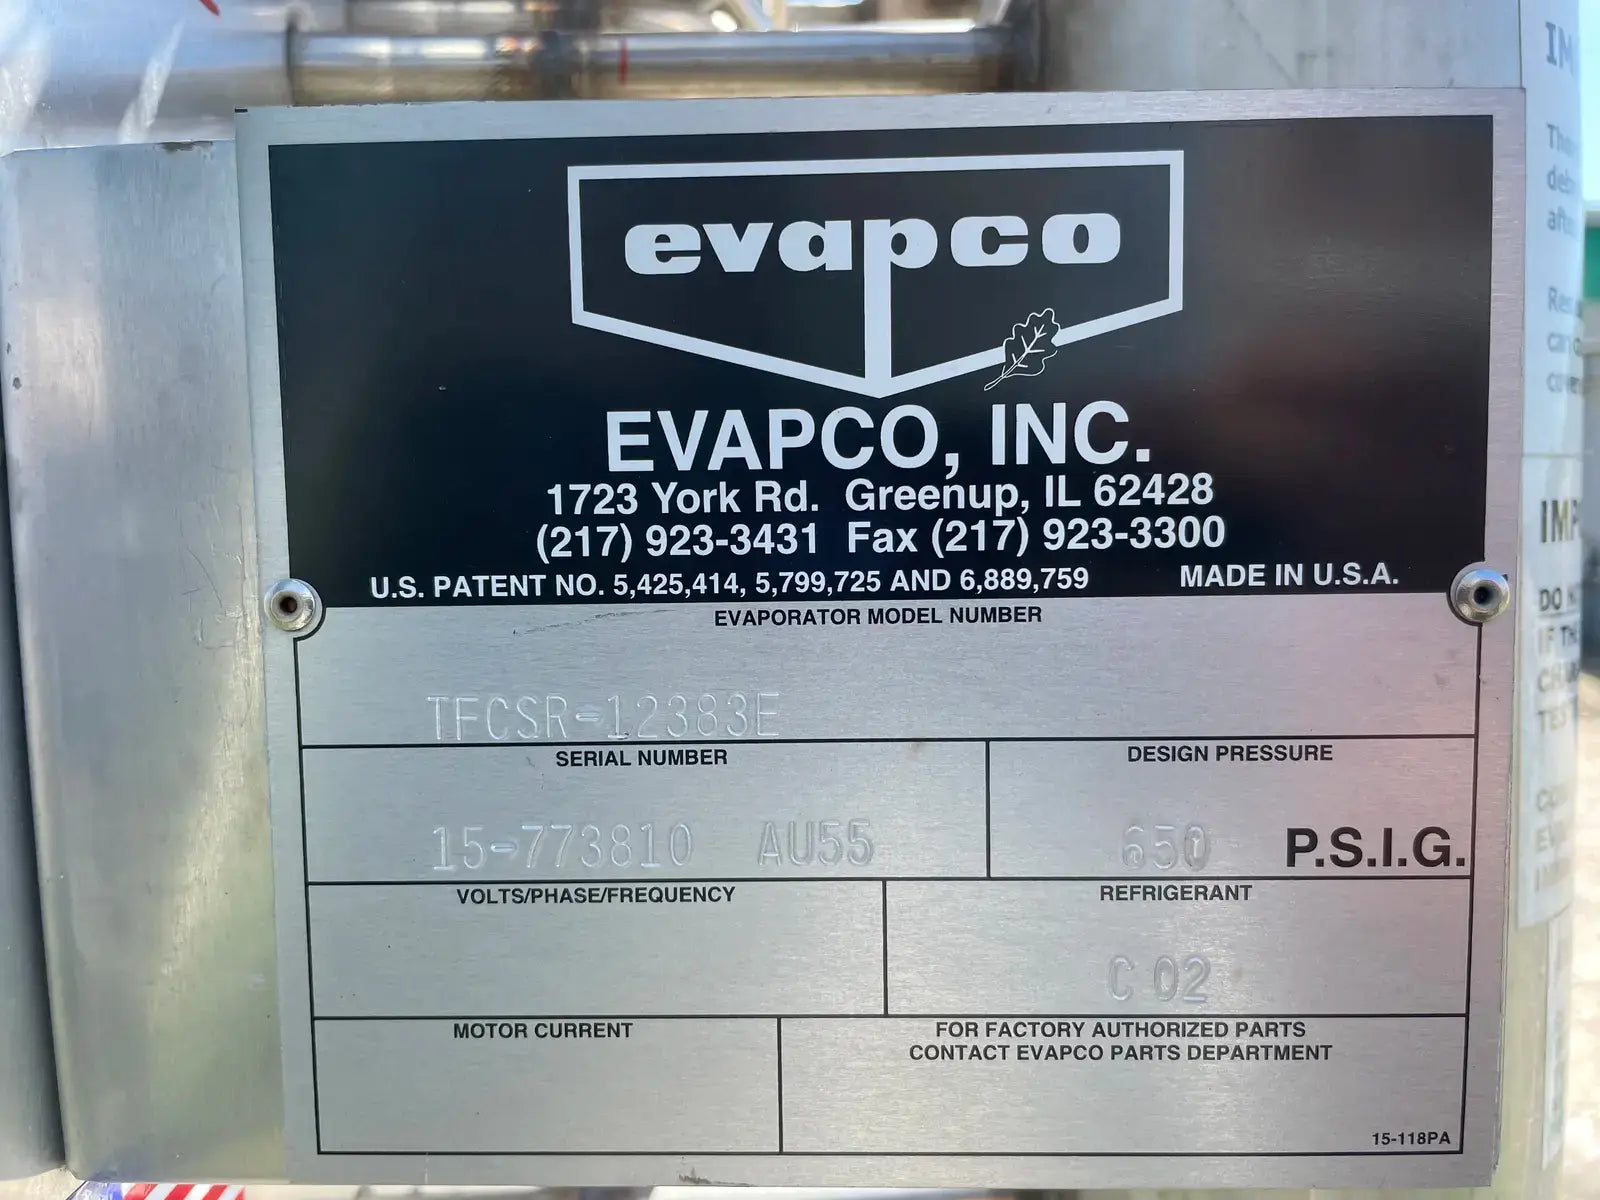 evapco
EVAPCO, INC.
1723 York Rd. Greenup, IL 62428
(217) 923-3431 Fax (217) 923-3300
U.S. PATENT NO. 5,425,414, 5,799,725 AND 6,889,759 MADE IN U.S.A.
EVAPORATOR MODEL NUMBER
TFCSR-12383E
SERIAL NUMBER
15-773810 AU55
DESIGN PRESSURE
650 P.S.I.G.
VOLTS/PHASE/FREQUENCY
REFRIGERANT
C 02
MOTOR CURRENT
FOR FACTORY AUTHORIZED PARTS
CONTACT EVAPCO PARTS DEPARTMENT
15-118PA